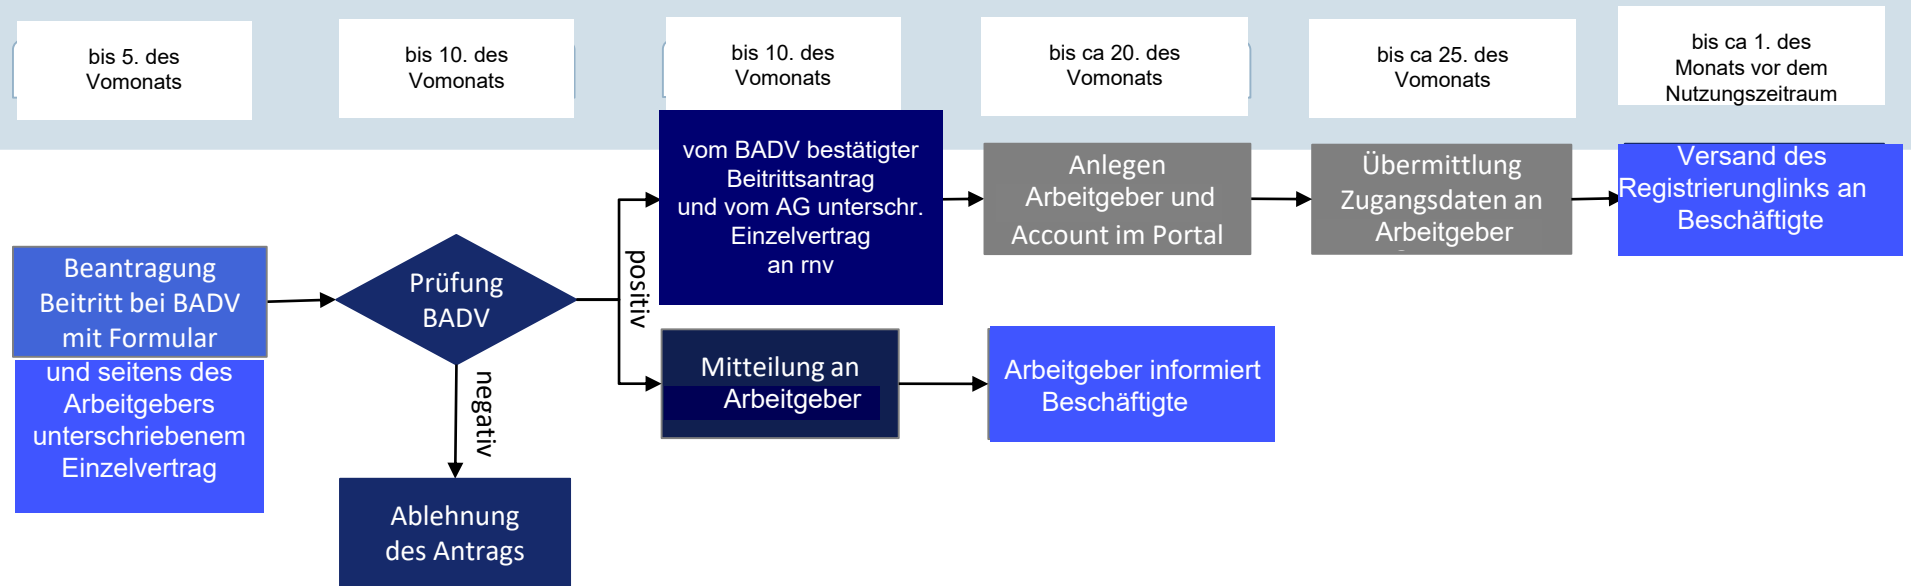 bis 5. des
Vomonats
bis 10. des
Vomonats
bis 10. des
Vomonats
bis ca 20. des
Vomonats
bis ca 25. des
Vomonats
bis ca 1. des
Monats vor dem
Nutzungszeitraum
Beantragung
Beitritt bei BADV
mit Formular
und seitens des
Arbeitgebers
unterschriebenem
Einzelvertrag
Prüfung
BADV
positiv
negativ
Ablehnung
des Antrags
vom BADV bestätigter
Beitrittsantrag
und vom AG unterschr.
Einzelvertrag
an rnv
Anlegen
Arbeitgeber und
Account im Portal
Übermittlung
Zugangsdaten an
Arbeitgeber
Versand des
Registrierunglinks an
Beschäftigte
Mitteilung an
Arbeitgeber
Arbeitgeber informiert
Beschäftigte